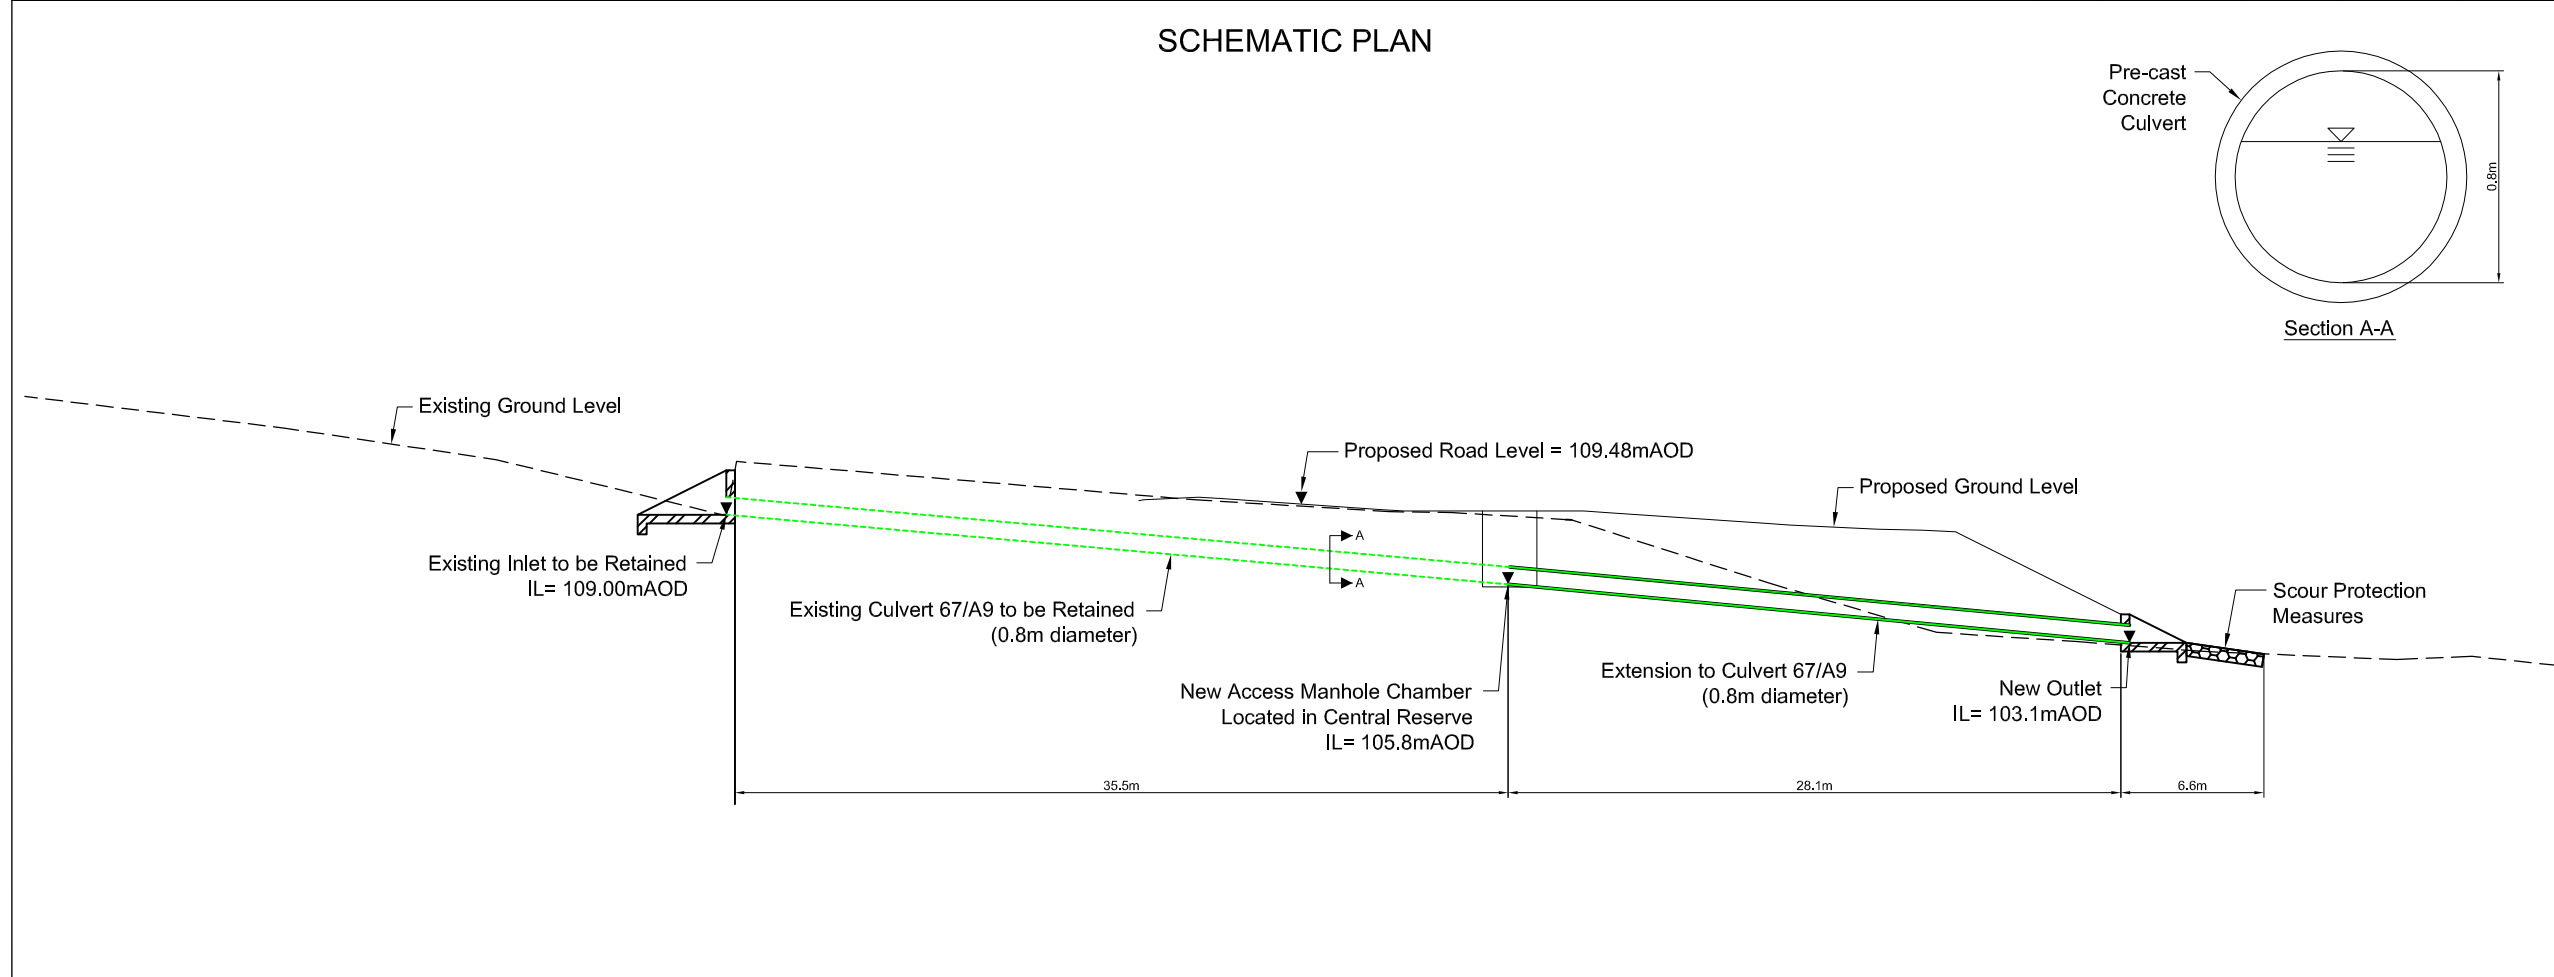 SCHEMATIC PLAN
Pre-cast
Concrete
Culvert
0.8m
Section A-A
Existing Ground Level
Proposed Road Level = 109.48mAOD
Proposed Ground Level
A
A
Existing Inlet to be Retained
IL= 109.00mAOD
Existing Culvert 67/A9 to be Retained
(0.8m diameter)
Scour Protection
Measures
New Access Manhole Chamber
Located in Central Reserve
IL= 105.8mAOD
Extension to Culvert 67/A9
(0.8m diameter)
New Outlet
IL= 103.1mAOD
35.5m
28.1m
6.6m